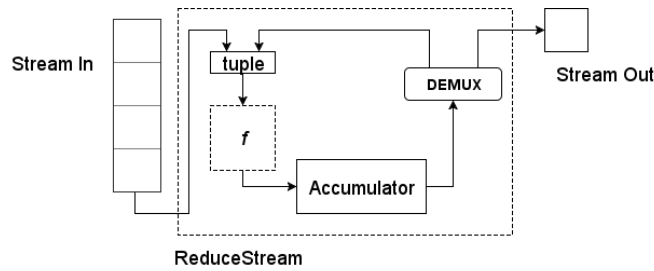 Stream In
tuple
DEMUX
Stream Out
f
Accumulator
ReduceStream